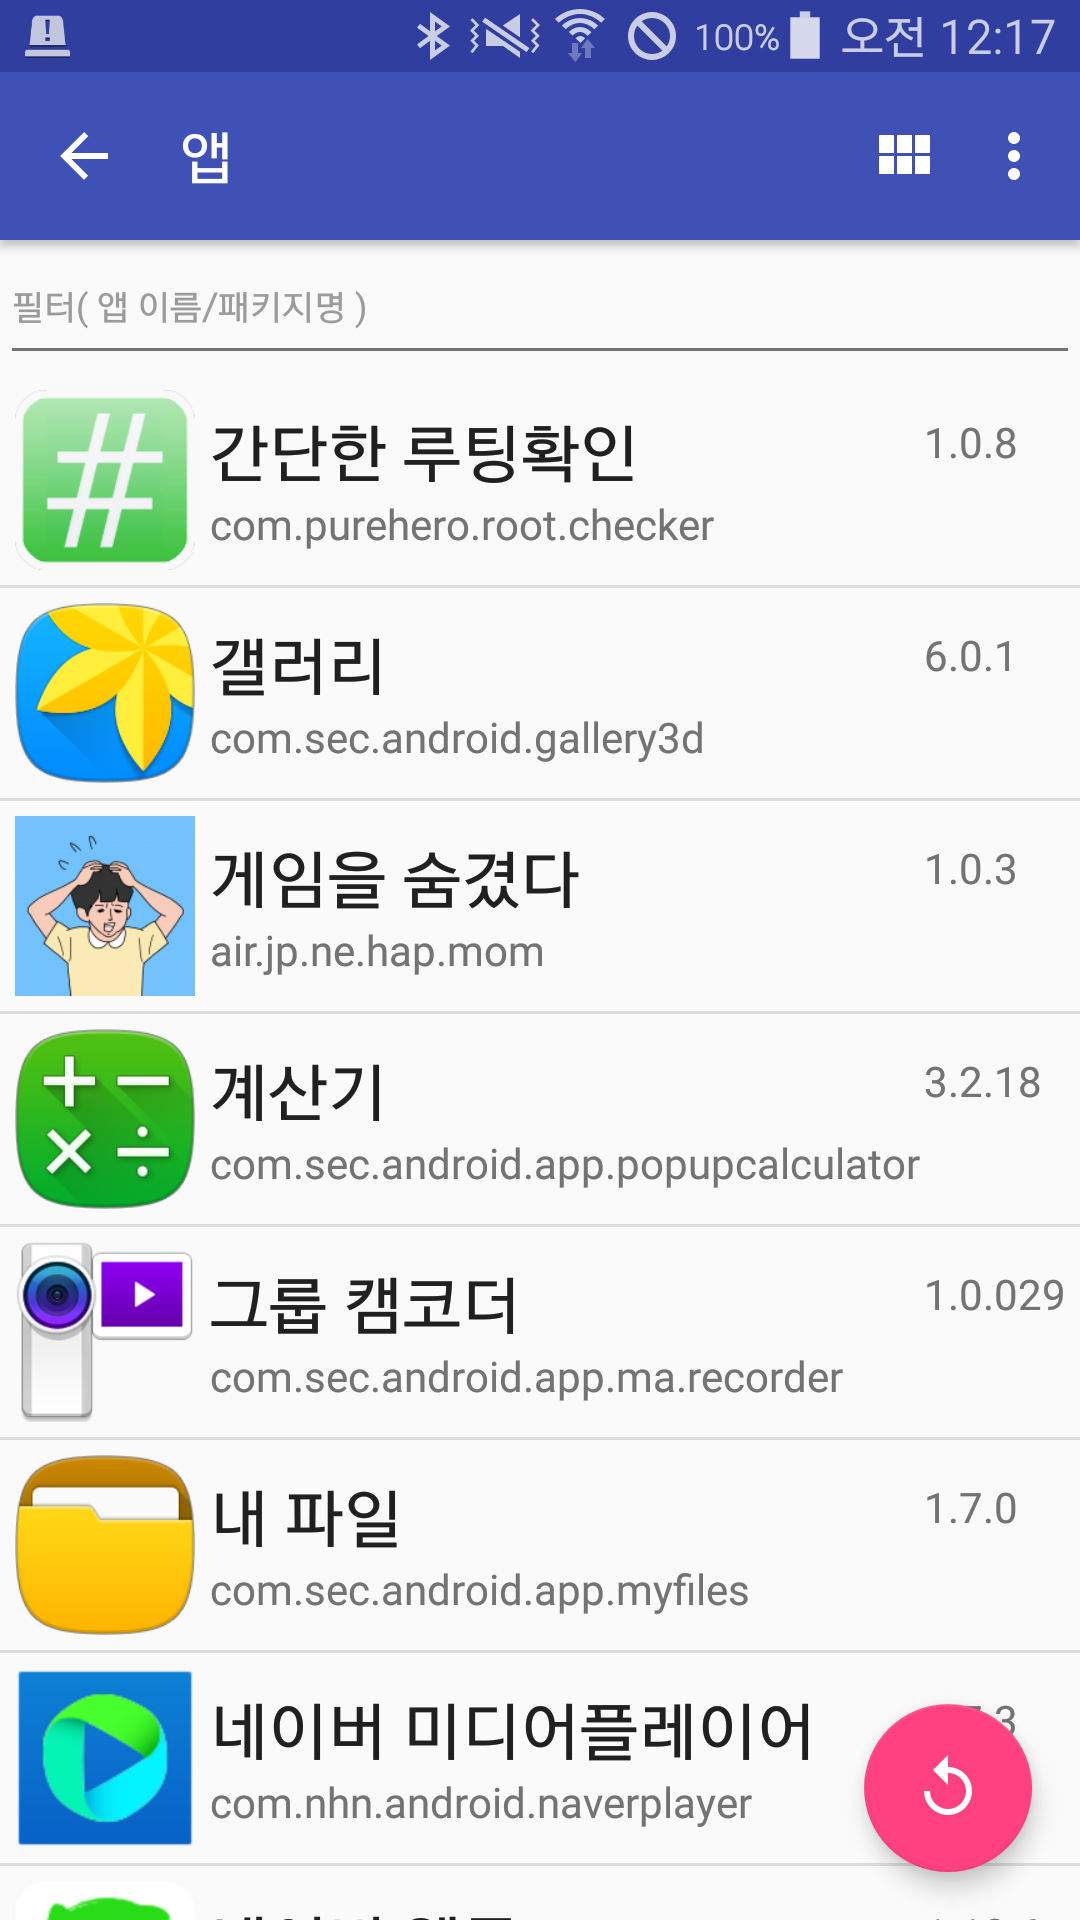 100% 오전 12:17
앱
필터( 앱 이름/패키지명 )
간단한 루팅확인 1.0.8
com.purehero.root.checker
갤러리 6.0.1
com.sec.android.gallery3d
게임을 숨겼다 1.0.3
air.jp.ne.hap.mom
계산기 3.2.18
com.sec.android.app.popupcalculator
그룹 캠코더 1.0.029
com.sec.android.app.ma.recorder
내 파일 1.7.0
com.sec.android.app.myfiles
네이버 미디어플레이어
com.nhn.android.naverplayer